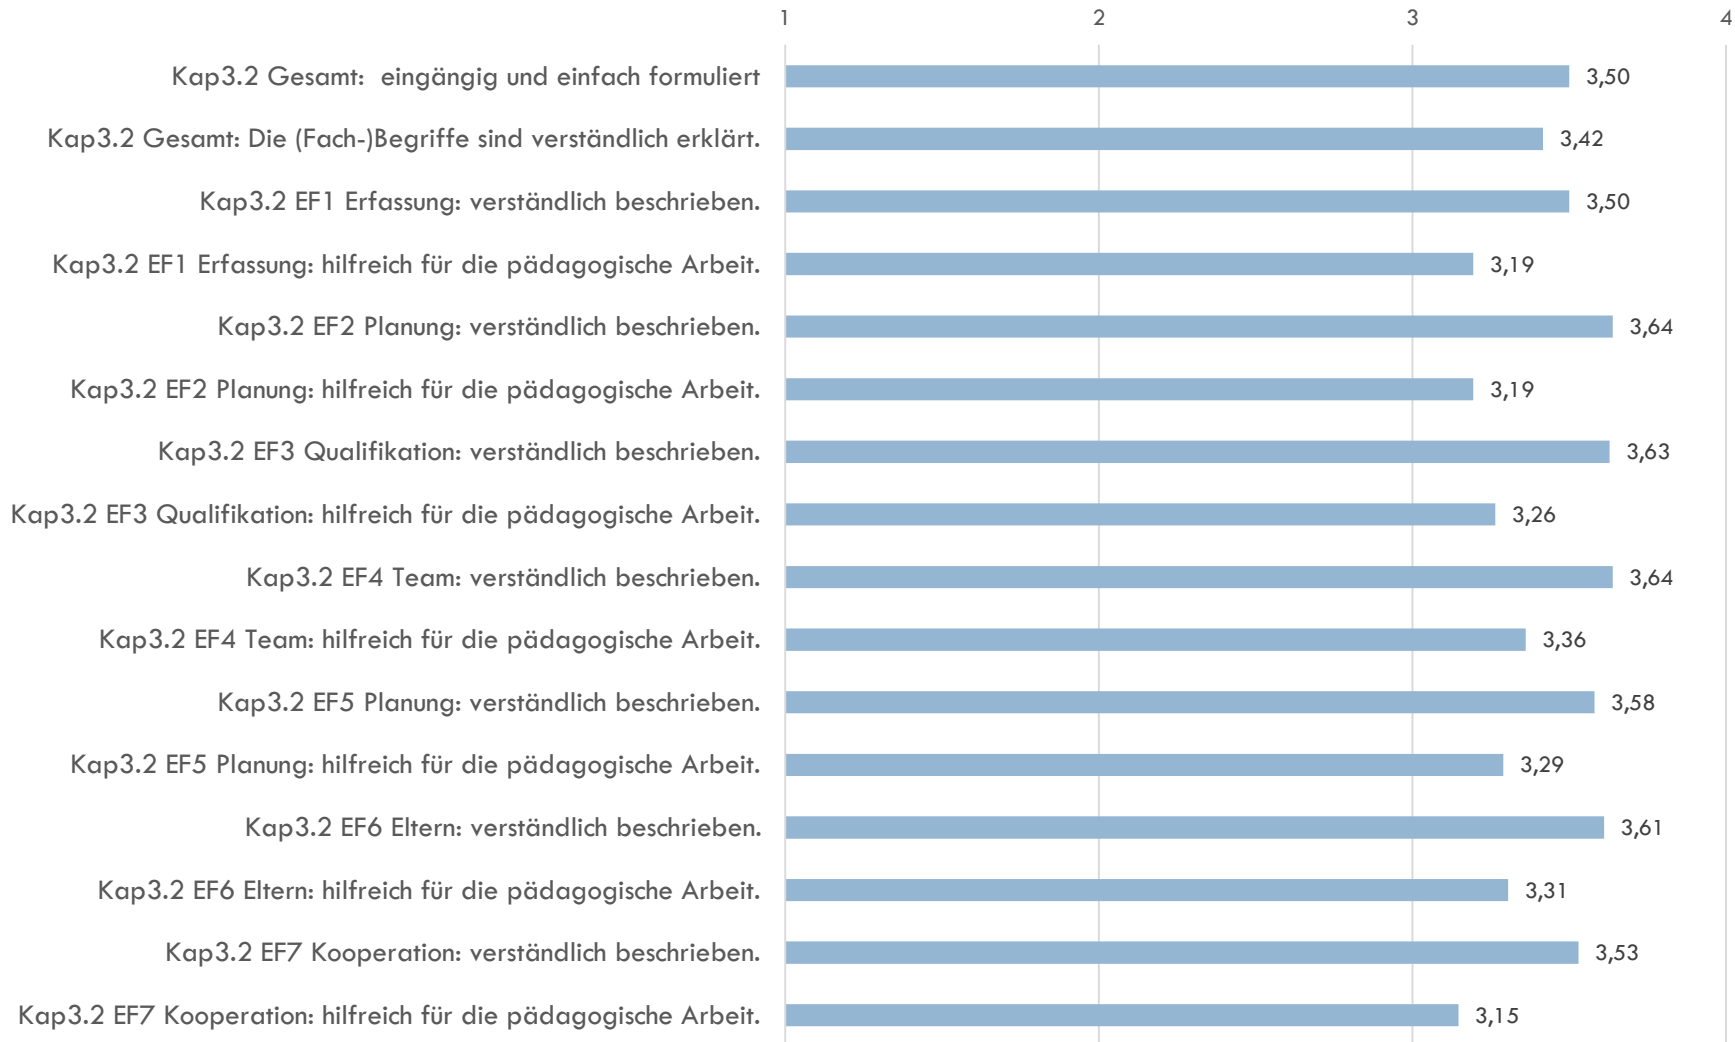 1 2 3 4
Kap3.2 Gesamt:  eingängig und einfach formuliert 3,50
Kap3.2 Gesamt: Die (Fach-)Begriffe sind verständlich erklärt. 3,42
Kap3.2 EF1 Erfassung: verständlich beschrieben. 3,50
Kap3.2 EF1 Erfassung: hilfreich für die pädagogische Arbeit. 3,19
Kap3.2 EF2 Planung: verständlich beschrieben. 3,64
Kap3.2 EF2 Planung: hilfreich für die pädagogische Arbeit. 3,19
Kap3.2 EF3 Qualifikation: verständlich beschrieben. 3,63
Kap3.2 EF3 Qualifikation: hilfreich für die pädagogische Arbeit. 3,26
Kap3.2 EF4 Team: verständlich beschrieben. 3,64
Kap3.2 EF4 Team: hilfreich für die pädagogische Arbeit. 3,36
Kap3.2 EF5 Planung: verständlich beschrieben. 3,58
Kap3.2 EF5 Planung: hilfreich für die pädagogische Arbeit. 3,29
Kap3.2 EF6 Eltern: verständlich beschrieben. 3,61
Kap3.2 EF6 Eltern: hilfreich für die pädagogische Arbeit. 3,31
Kap3.2 EF7 Kooperation: verständlich beschrieben. 3,53
Kap3.2 EF7 Kooperation: hilfreich für die pädagogische Arbeit. 3,15